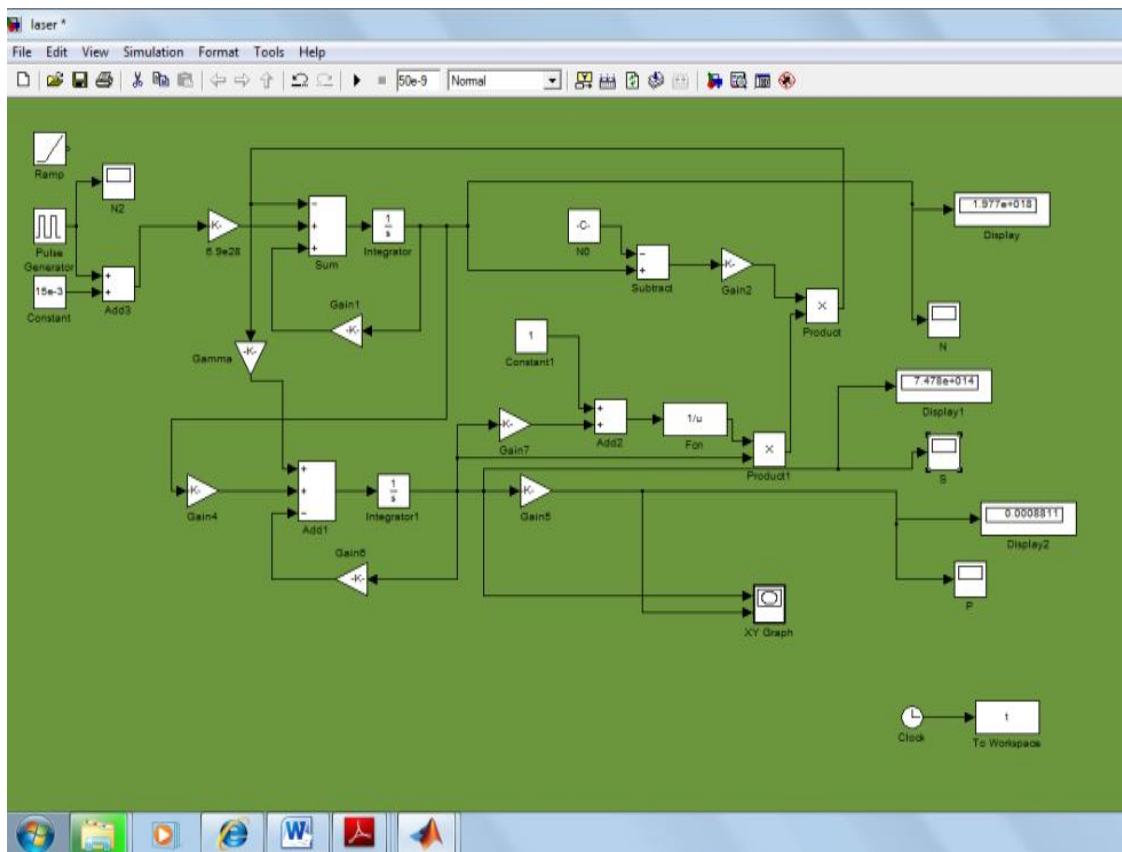 laser *
File Edit View Simulation Format Tools Help
50e-9 Normal
Ramp
N2
Pulse
Generator
15e-3
Constant
+
+
Add3
-K-
6.9e28
−
+
+
Sum
1
s
Integrator
-K-
Gain1
-K-
Gamma
-C-
N0
−
+
Subtract
-K-
Gain2
×
Product
1.977e+018
Display
N
1
Constant1
-K-
Gain7
+
+
Add2
1/u
Fcn
×
Product1
7.478e+014
Display1
S
-K-
Gain4
+
+
−
Add1
1
s
Integrator1
-K-
Gain5
-K-
Gain6
0.0008811
Display2
P
XY Graph
Clock
t
To Workspace